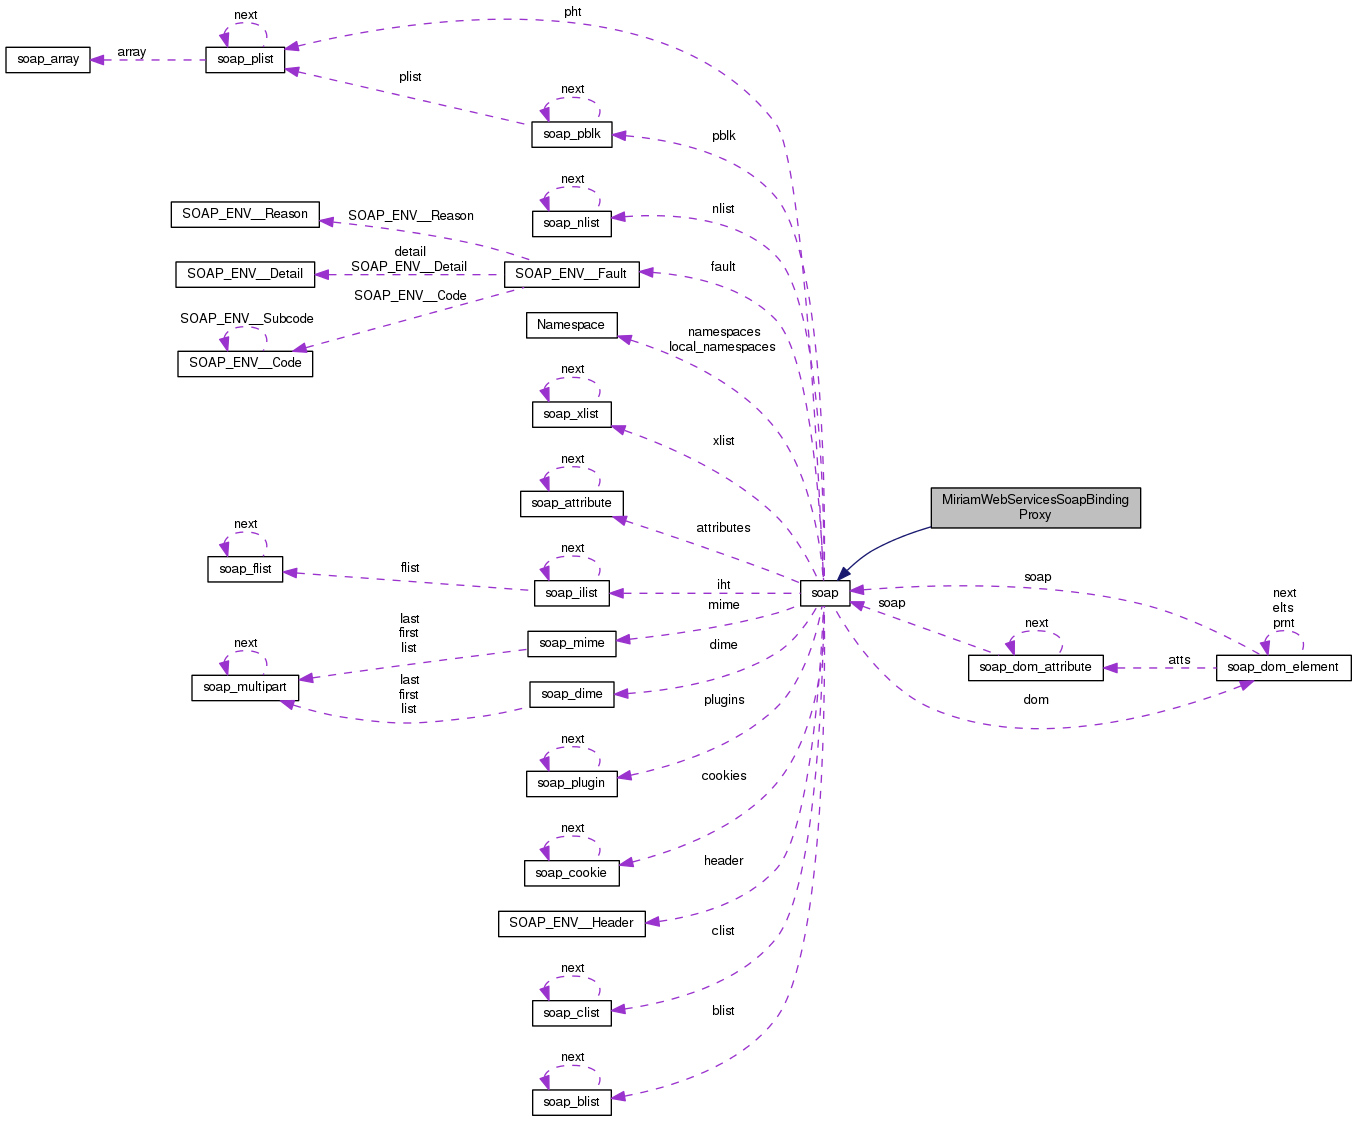 next
pht
array
soap_array
soap_plist
plist
next
soap_pblk
pblk
next
nlist
soap_nlist
SOAP_ENV__Reason
SOAP_ENV__Reason
detail
SOAP_ENV__Detail
SOAP_ENV__Detail
SOAP_ENV__Fault
fault
SOAP_ENV__Code
SOAP_ENV__Subcode
SOAP_ENV__Code
Namespace
namespaces
local_namespaces
next
soap_xlist
xlist
next
soap_attribute
attributes
MiriamWebServicesSoapBinding
Proxy
next
soap_flist
flist
next
soap_ilist
iht
soap
soap
soap
next
elts
prnt
mime
last
first
list
soap_mime
next
soap_multipart
dime
next
soap_dom_attribute
atts
soap_dom_element
last
first
list
soap_dime
plugins
dom
next
soap_plugin
cookies
next
soap_cookie
header
SOAP_ENV__Header
clist
next
soap_clist
blist
next
soap_blist